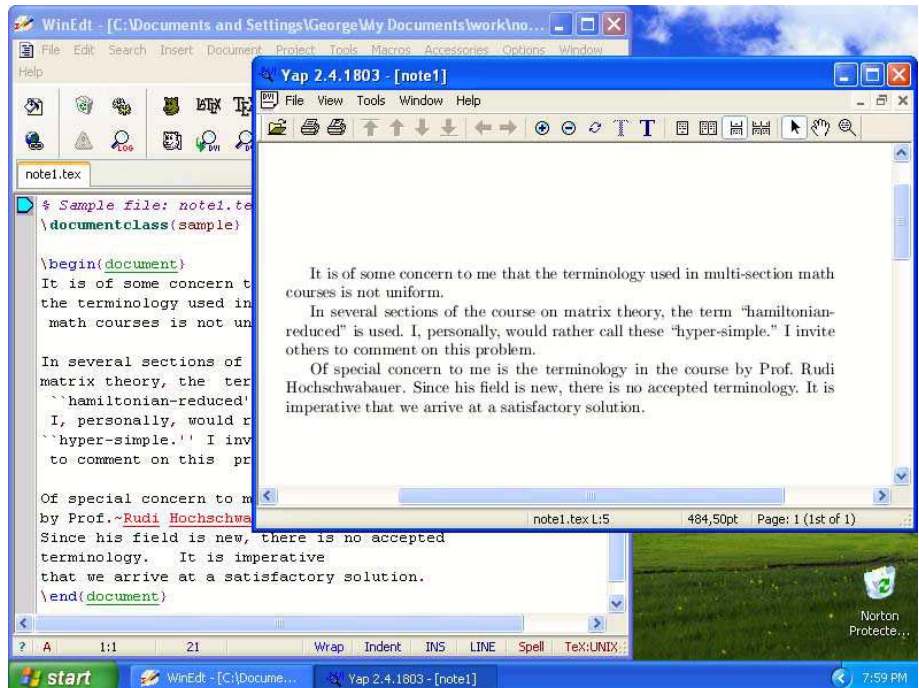 WinEdt - [C:\Documents and Settings\George\My Documents\work\no...
File Edit Search Insert Document Project Tools Macros Accessories Options Window
Help
LOG
note1.tex
% Sample file: note1.te
\documentclass{sample}
\begin{document}
It is of some concern t
the terminology used in
math courses is not un
In several sections of
matrix theory, the ter
``hamiltonian-reduced'
I, personally, would r
``hyper-simple.'' I inv
to comment on this pr
Of special concern to m
by Prof.~Rudi Hochschwa
Since his field is new, there is no accepted
terminology. It is imperative
that we arrive at a satisfactory solution.
\end{document}
? A 1:1 21 Wrap Indent INS LINE Spell TeX:UNIX
Yap 2.4.1803 - [note1]
File View Tools Window Help
It is of some concern to me that the terminology used in multi-section math
courses is not uniform.
In several sections of the course on matrix theory, the term “hamiltonian-
reduced” is used. I, personally, would rather call these “hyper-simple.” I invite
others to comment on this problem.
Of special concern to me is the terminology in the course by Prof. Rudi
Hochschwabauer. Since his field is new, there is no accepted terminology. It is
imperative that we arrive at a satisfactory solution.
note1.tex L:5 484,50pt Page: 1 (1st of 1)
Norton
Protecte...
start WinEdt - [C:\Docume... Yap 2.4.1803 - [note1] 7:59 PM